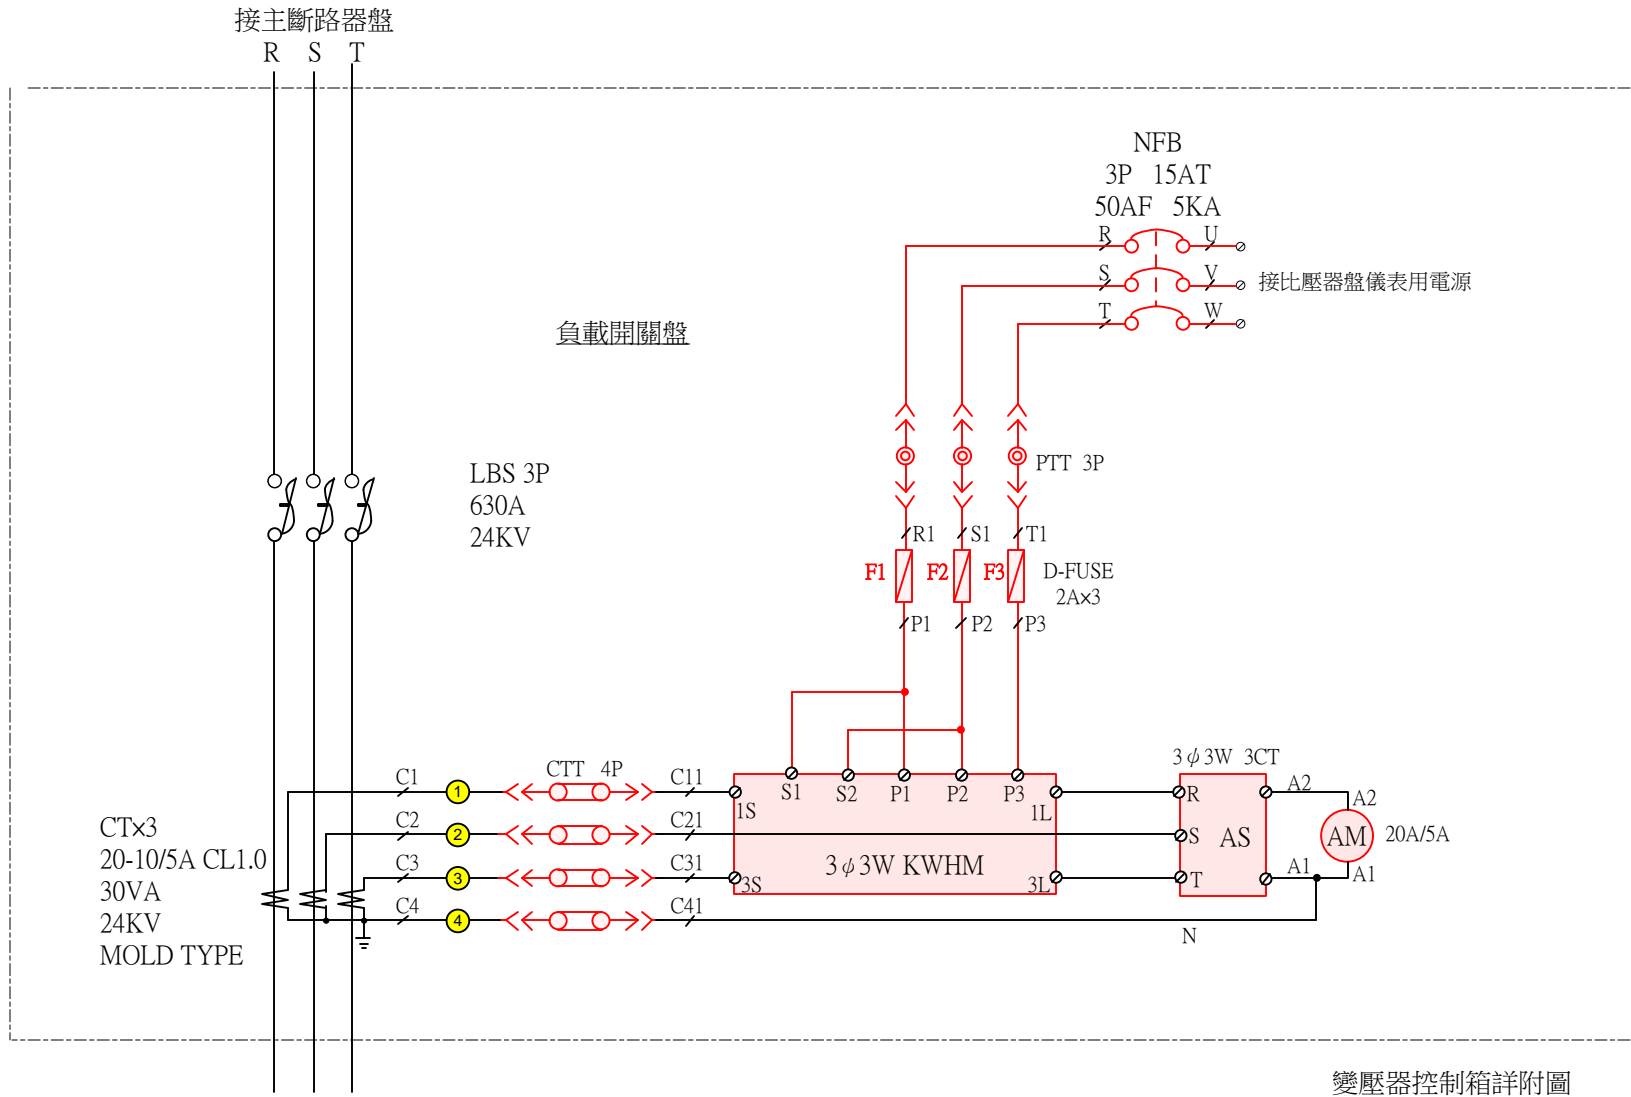 接主斷路器盤
R S T
NFB
3P 15AT
50AF 5KA
R U
S V 接比壓器盤儀表用電源
T W
負載開關盤
LBS 3P
630A
24KV
PTT 3P
R1 S1 T1
F1 F2 F3 D-FUSE
2A×3
P1 P2 P3
3φ3W 3CT
C1 1 CTT 4P C11 S1 S2 P1 P2 P3 R A2 A2
1S 1L
CT×3 C2 2 C21 S AS AM 20A/5A
20-10/5A CL1.0 C3 3 C31 3φ3W KWHM A1 A1
3S 3L T
30VA C4 4 C41
24KV N
MOLD TYPE
變壓器控制箱詳附圖